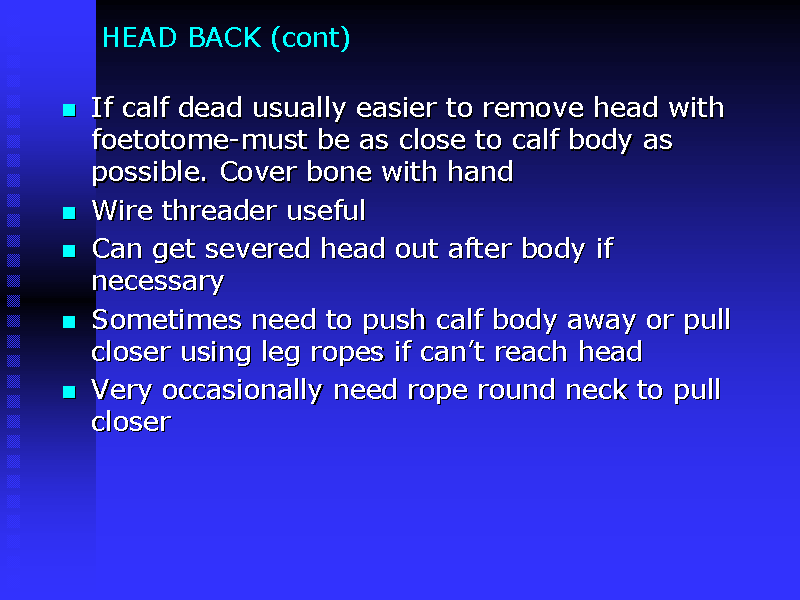 HEAD BACK (cont)
If calf dead usually easier to remove head with
foetotome-must be as close to calf body as
possible. Cover bone with hand
Wire threader useful
Can get severed head out after body if
necessary
Sometimes need to push calf body away or pull
closer using leg ropes if can’t reach head
Very occasionally need rope round neck to pull
closer